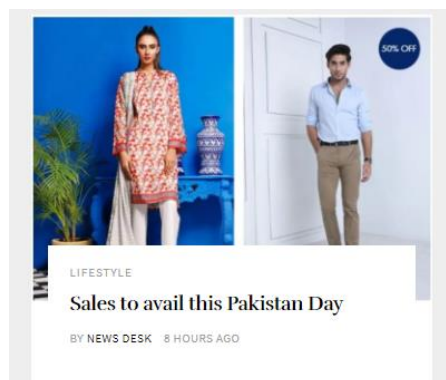 50% OFF
LIFESTYLE
Sales to avail this Pakistan Day
BY NEWS DESK 8 HOURS AGO